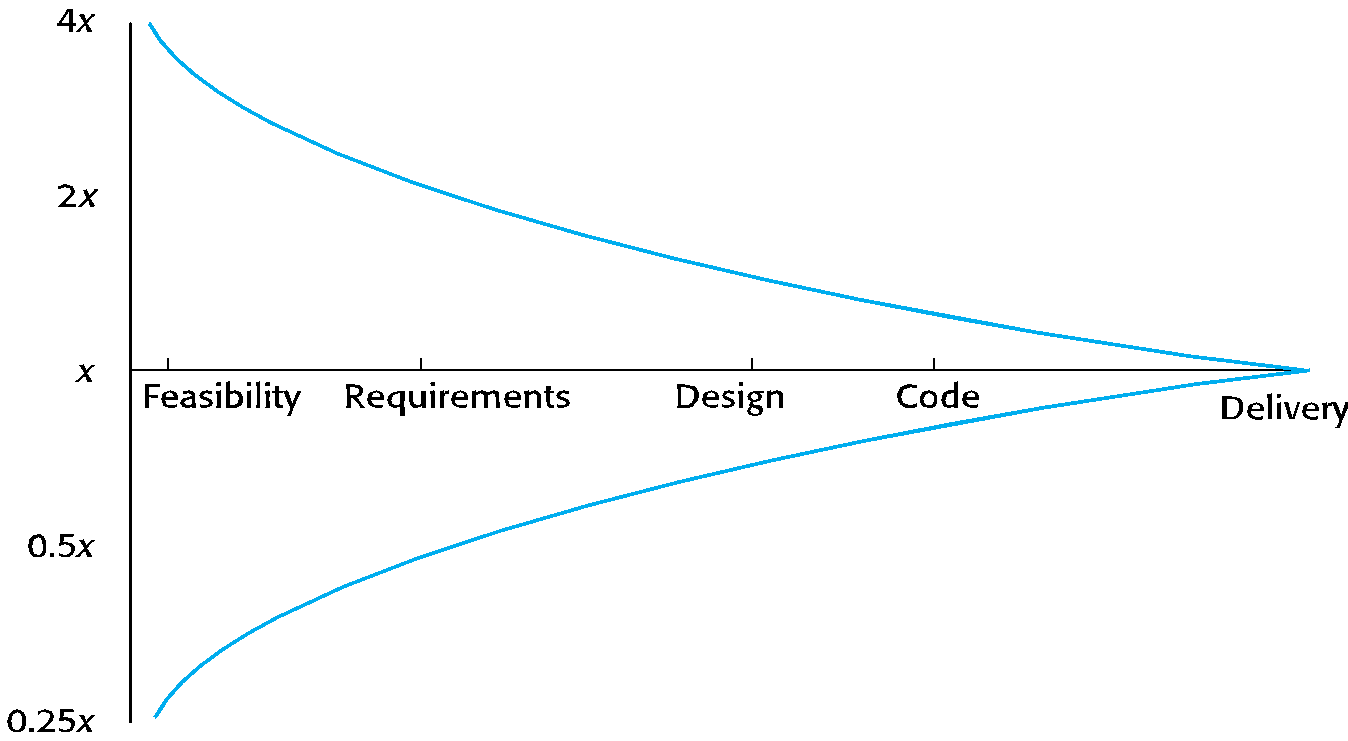 4x
2x
x
Feasibility Requirements Design Code Delivery
0.5x
0.25x